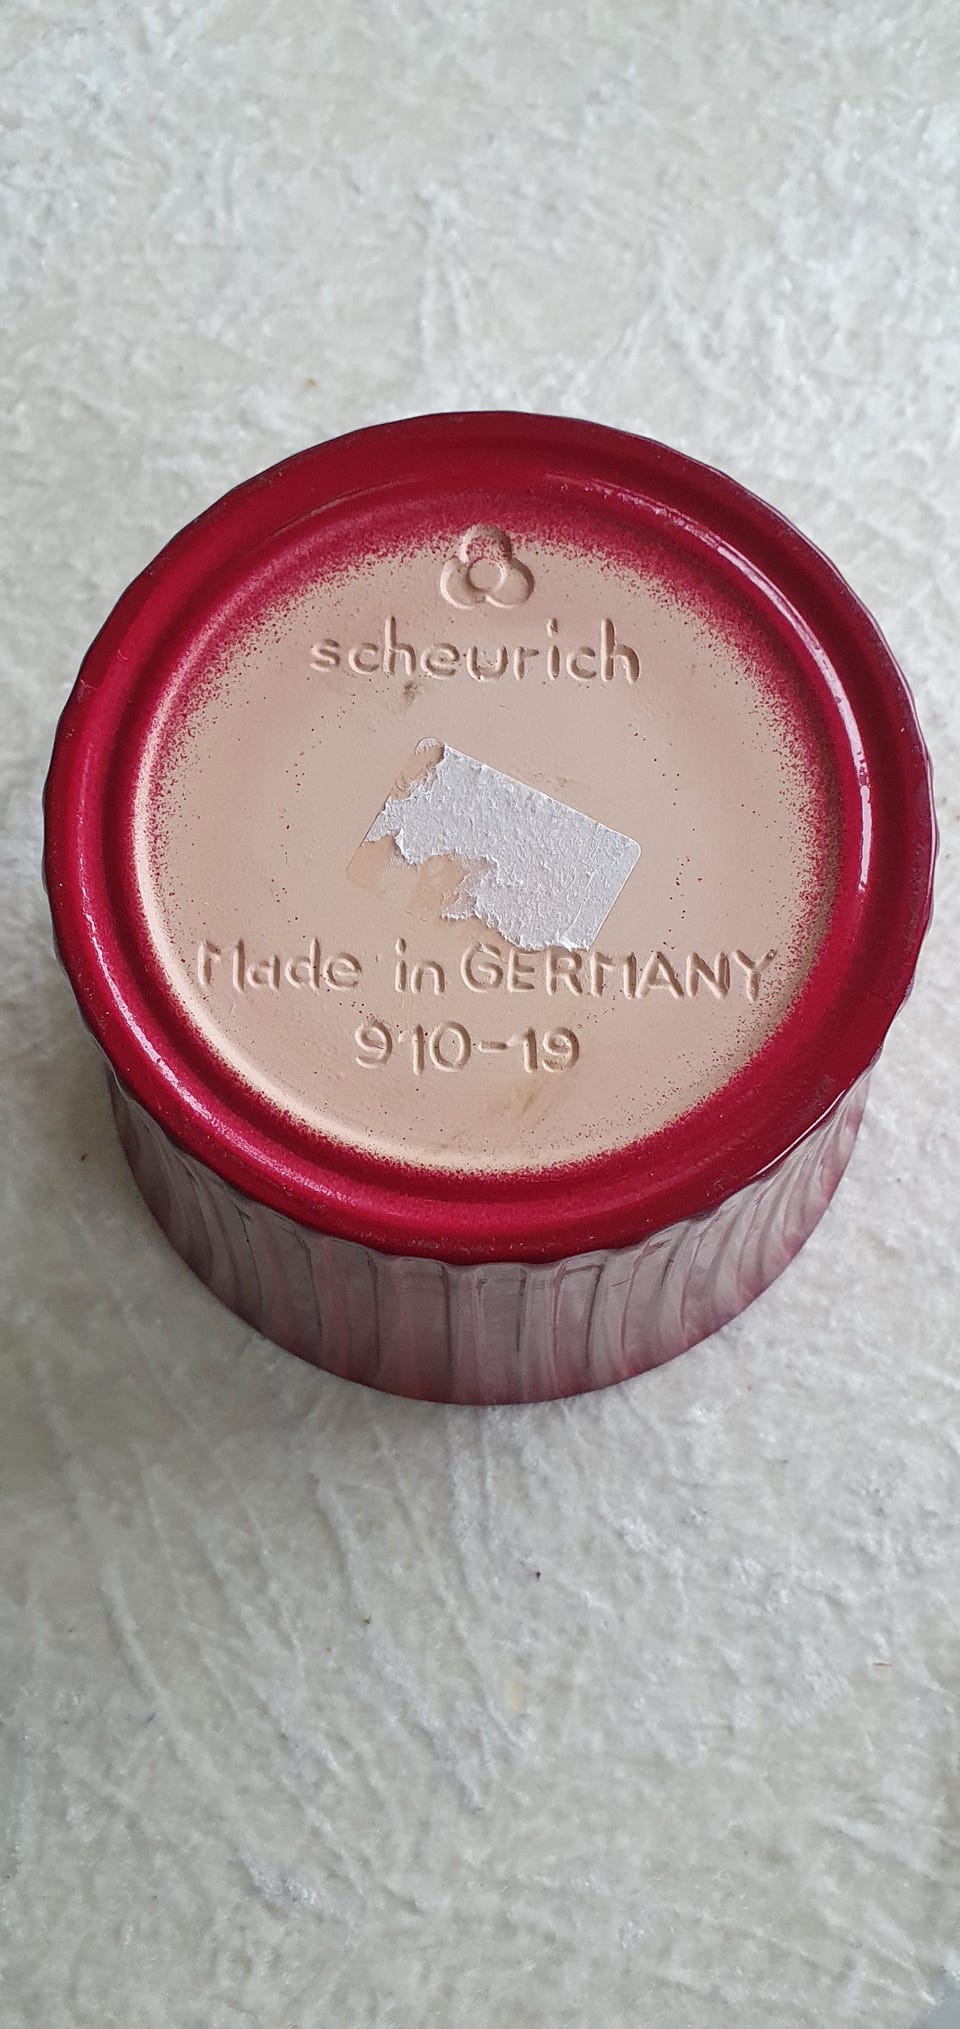 scheurich
Made in GERMANY
910-19